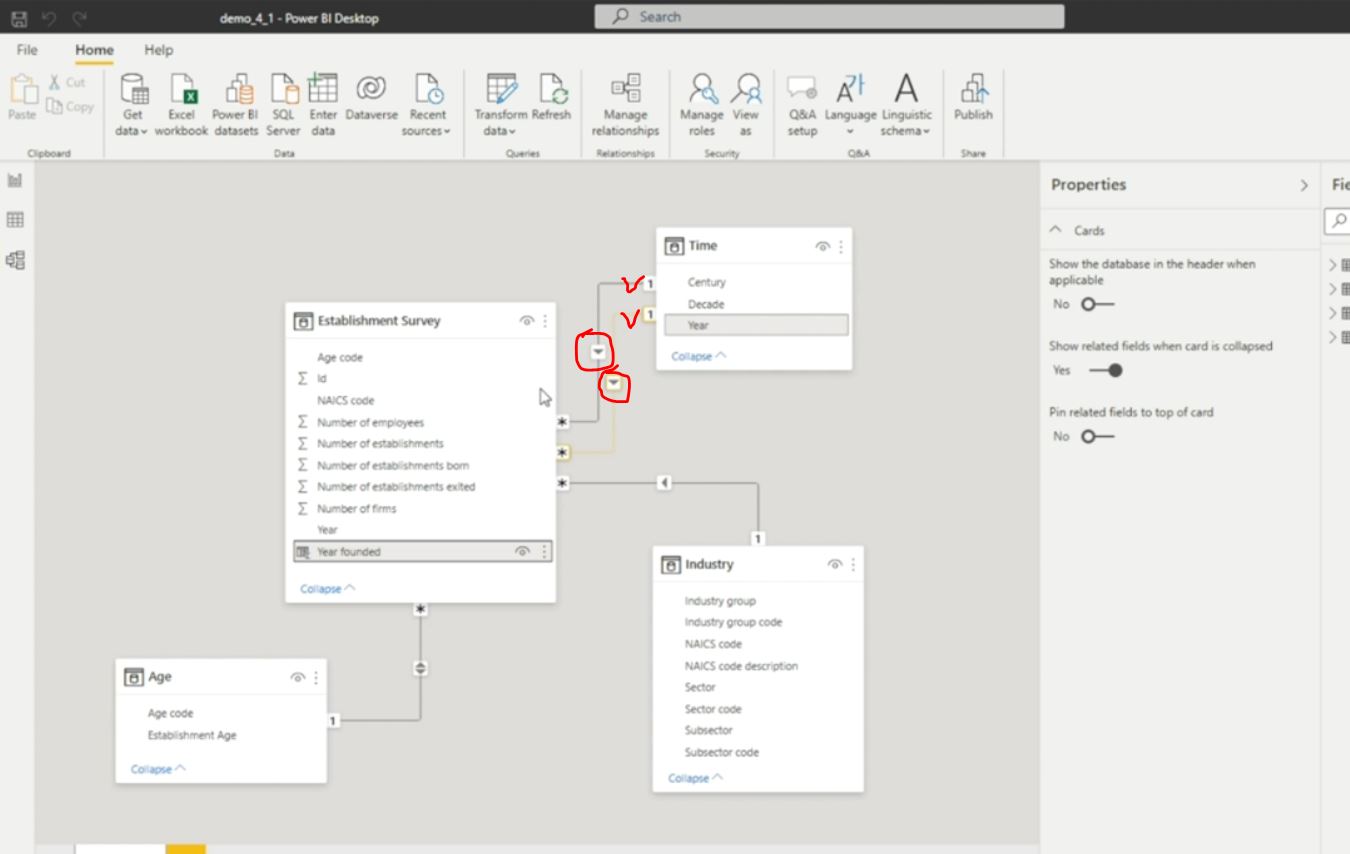 demo_4_1 - Power BI Desktop
Search
File Home Help
Paste
Cut
Copy
Clipboard
Get data
Excel workbook
Power BI datasets
SQL Server
Enter data
Dataverse
Recent sources
Data
Transform data
Refresh
Queries
Manage relationships
Relationships
Manage roles
View as
Security
Q&A setup
Language
Linguistic schema
Q&A
Publish
Share
Time
Century
Decade
Year
Collapse
1
1
Establishment Survey
Age code
Σ Id
NAICS code
Σ Number of employees
Σ Number of establishments
Σ Number of establishments born
Σ Number of establishments exited
Σ Number of firms
Year
Year founded
Collapse
*
*
*
*
1
Industry
Industry group
Industry group code
NAICS code
NAICS code description
Sector
Sector code
Subsector
Subsector code
Collapse
Age
Age code
Establishment Age
Collapse
1
Properties
Cards
Show the database in the header when
applicable
No
Show related fields when card is collapsed
Yes
Pin related fields to top of card
No
Fie